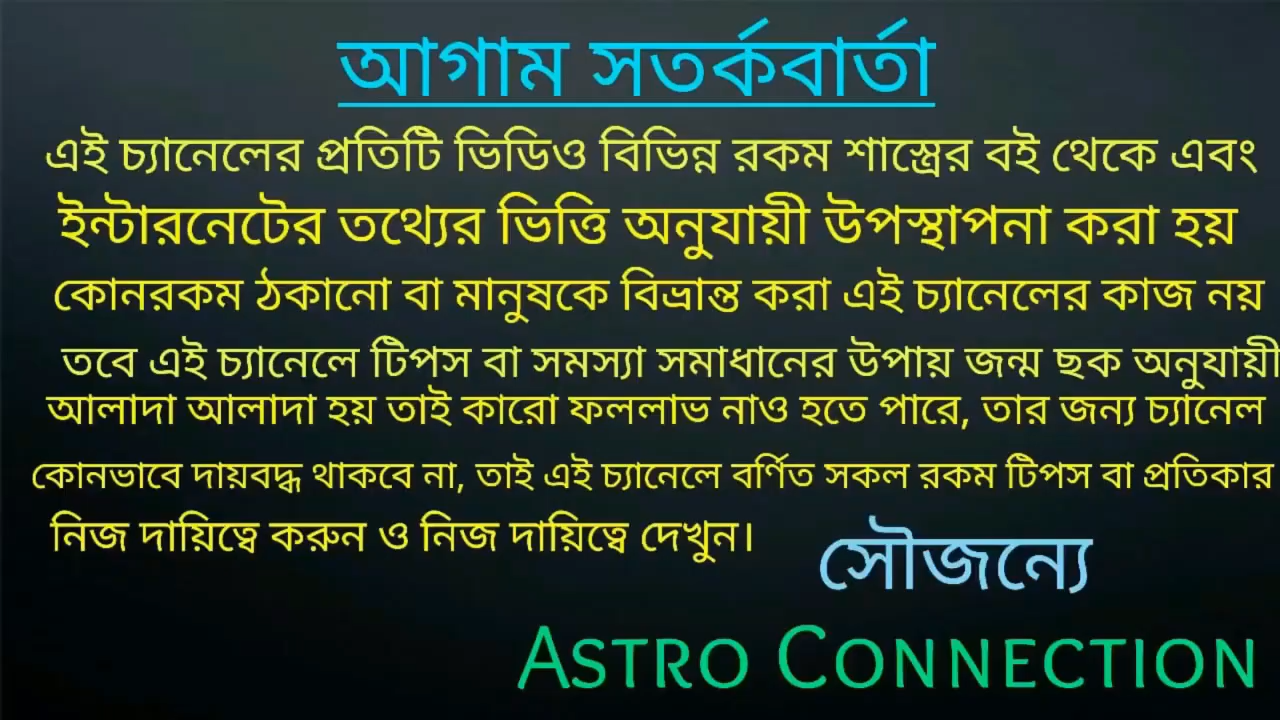 আগাম সতর্কবার্তা
এই চ্যানেলের প্রতিটি ভিডিও বিভিন্ন রকম শাস্ত্রের বই থেকে এবং
ইন্টারনেটের তথ্যের ভিত্তি অনুযায়ী উপস্থাপনা করা হয়
কোনরকম ঠকানো বা মানুষকে বিভ্রান্ত করা এই চ্যানেলের কাজ নয়
তবে এই চ্যানেলে টিপস বা সমস্যা সমাধানের উপায় জন্ম ছক অনুযায়ী
আলাদা আলাদা হয় তাই কারো ফললাভ নাও হতে পারে, তার জন্য চ্যানেল
কোনভাবে দায়বদ্ধ থাকবে না, তাই এই চ্যানেলে বর্ণিত সকল রকম টিপস বা প্রতিকার
নিজ দায়িত্বে করুন ও নিজ দায়িত্বে দেখুন।
সৌজন্যে
ASTRO CONNECTION